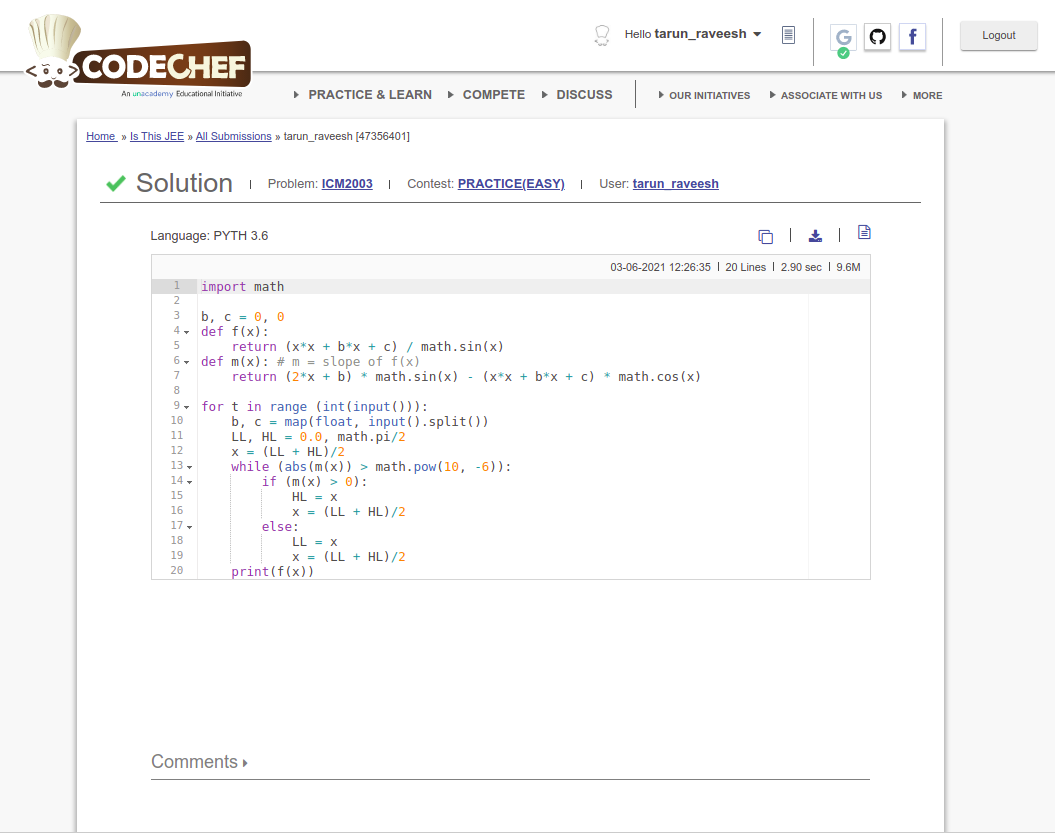 Hello tarun_raveesh
Logout
CODECHEF
An unacademy Educational Initiative
PRACTICE & LEARN COMPETE DISCUSS OUR INITIATIVES ASSOCIATE WITH US MORE
Home » Is This JEE » All Submissions » tarun_raveesh [47356401]
Solution | Problem: ICM2003 | Contest: PRACTICE(EASY) | User: tarun_raveesh
Language: PYTH 3.6
03-06-2021 12:26:35 | 20 Lines | 2.90 sec | 9.6M
1 import math
2
3 b, c = 0, 0
4 def f(x):
5     return (x*x + b*x + c) / math.sin(x)
6 def m(x): # m = slope of f(x)
7     return (2*x + b) * math.sin(x) - (x*x + b*x + c) * math.cos(x)
8
9 for t in range (int(input())):
10     b, c = map(float, input().split())
11     LL, HL = 0.0, math.pi/2
12     x = (LL + HL)/2
13     while (abs(m(x)) > math.pow(10, -6)):
14         if (m(x) > 0):
15             HL = x
16             x = (LL + HL)/2
17         else:
18             LL = x
19             x = (LL + HL)/2
20     print(f(x))
Comments